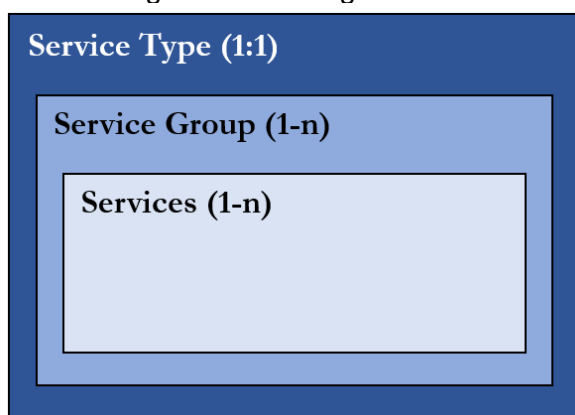 Service Type (1:1)
Service Group (1-n)
Services (1-n)